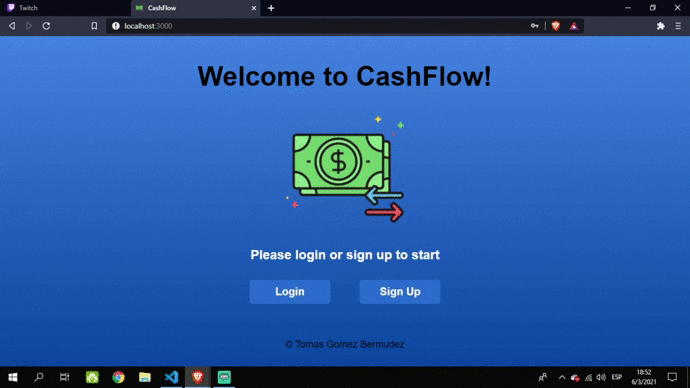 Twitch
CashFlow
localhost:3000
Welcome to CashFlow!
$
Please login or sign up to start
Login
Sign Up
© Tomas Gomez Bermudez
ESP
18:52
6/3/2021